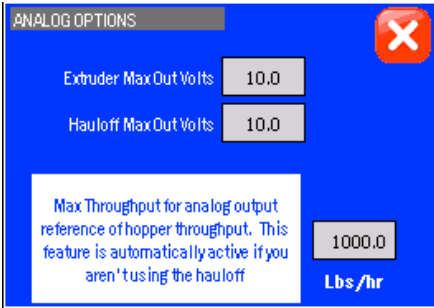 ANALOG OPTIONS
Extruder Max Out Volts 10.0
Hauloff Max Out Volts 10.0
Max Throughput for analog output
reference of hopper throughput. This
feature is automatically active if you
aren't using the hauloff
1000.0
Lbs/hr